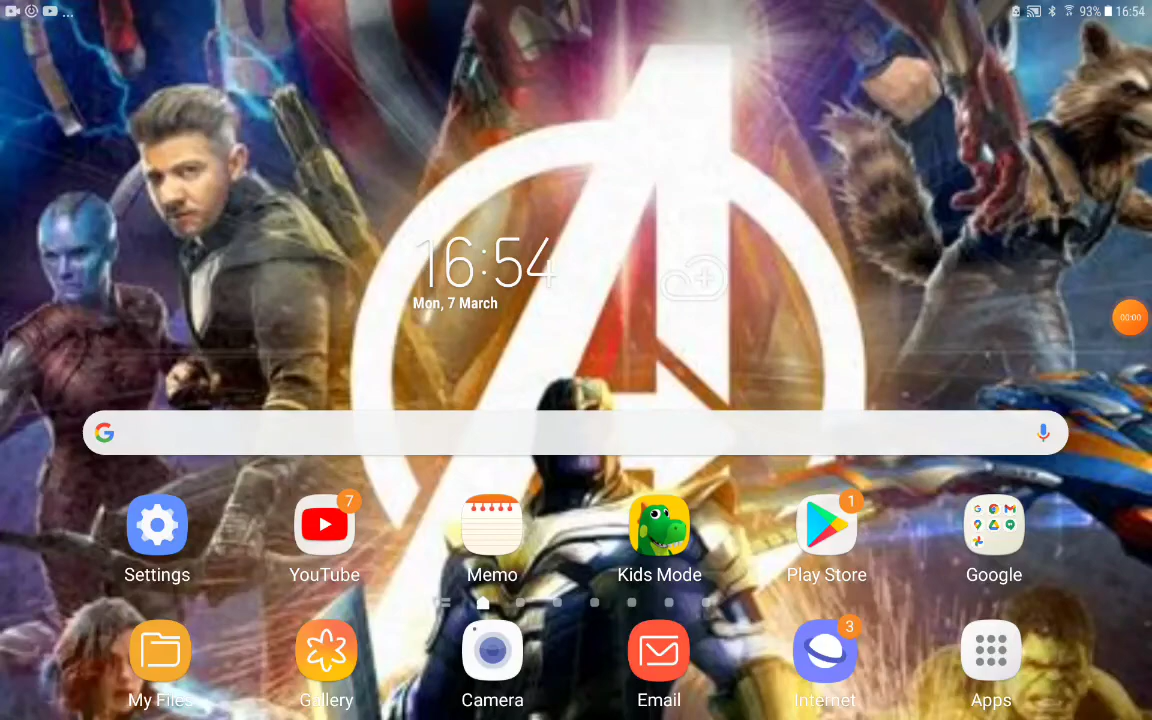 93% 16:54
16:54
Mon, 7 March
00:00
7
1
Settings
YouTube
Memo
Kids Mode
Play Store
Google
3
My Files
Gallery
Camera
Email
Internet
Apps